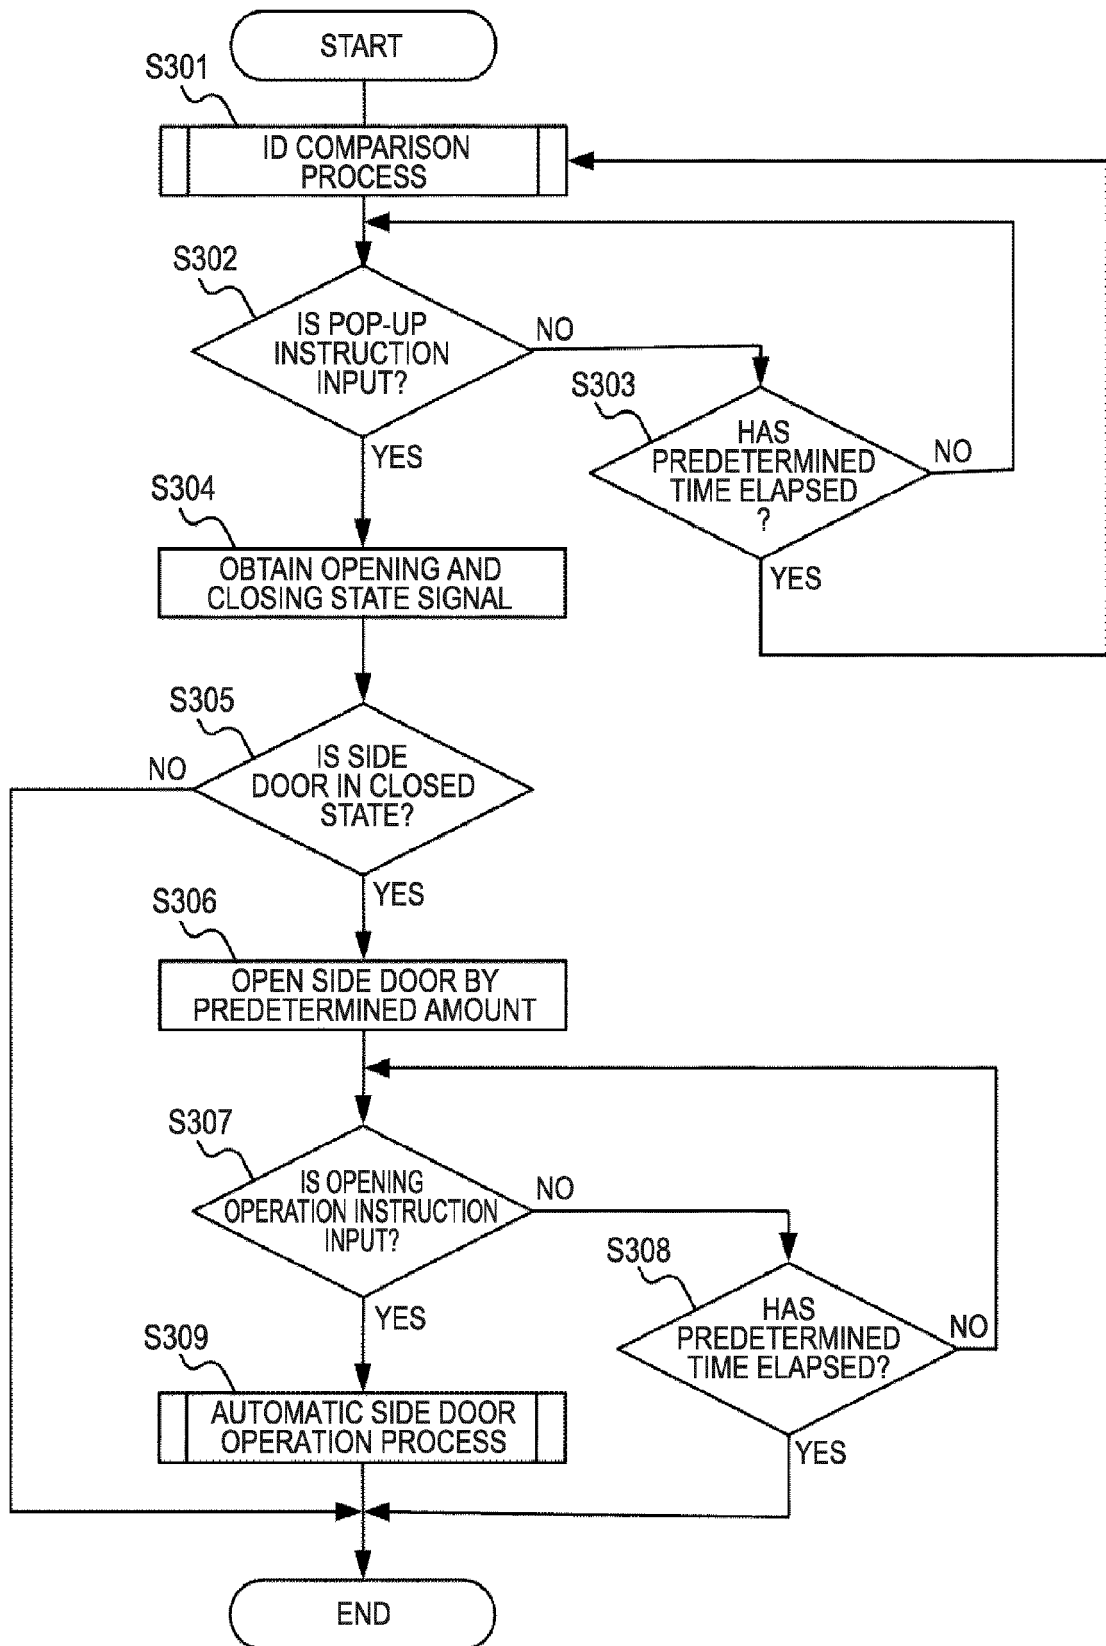 START
S301
ID COMPARISON
PROCESS
S302
IS POP-UP
INSTRUCTION
INPUT?
NO
YES
S303
HAS
PREDETERMINED
TIME ELAPSED
?
NO
YES
S304
OBTAIN OPENING AND
CLOSING STATE SIGNAL
S305
IS SIDE
DOOR IN CLOSED
STATE?
NO
YES
S306
OPEN SIDE DOOR BY
PREDETERMINED AMOUNT
S307
IS OPENING
OPERATION INSTRUCTION
INPUT?
NO
YES
S308
HAS
PREDETERMINED
TIME ELAPSED?
NO
YES
S309
AUTOMATIC SIDE DOOR
OPERATION PROCESS
END